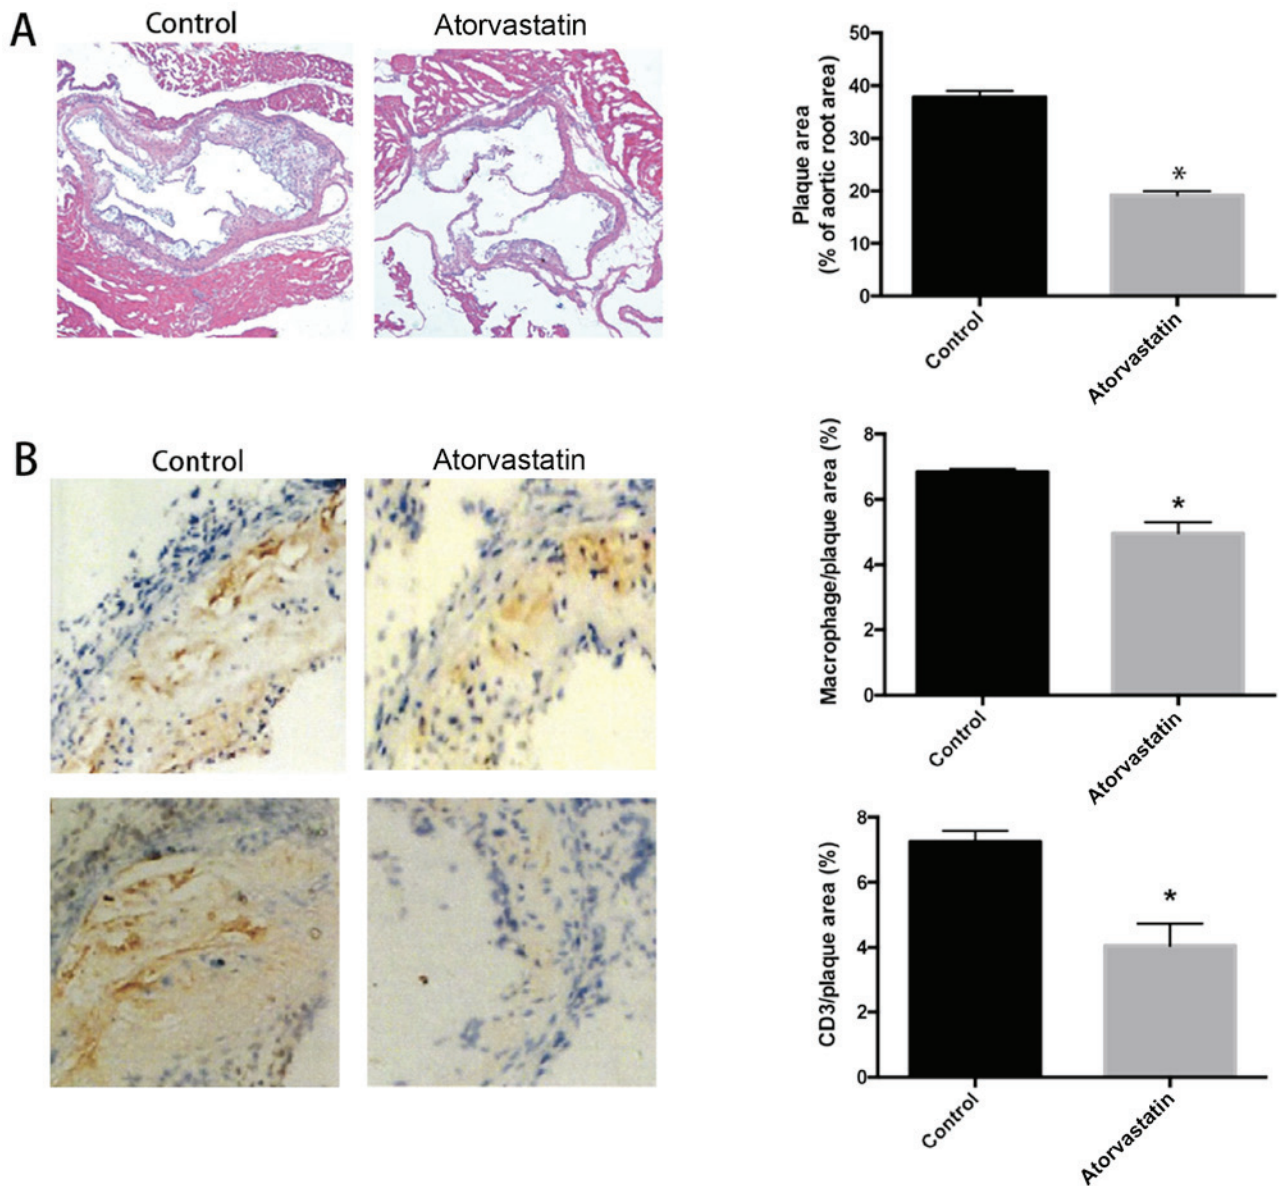 A
Control
Atorvastatin
50
40
30
20
10
0
Plaque area
(% of aortic root area)
*
Control
Atorvastatin
B
Control
Atorvastatin
8
6
4
2
0
Macrophage/plaque area (%)
*
Control
Atorvastatin
8
6
4
2
0
CD3/plaque area (%)
*
Control
Atorvastatin